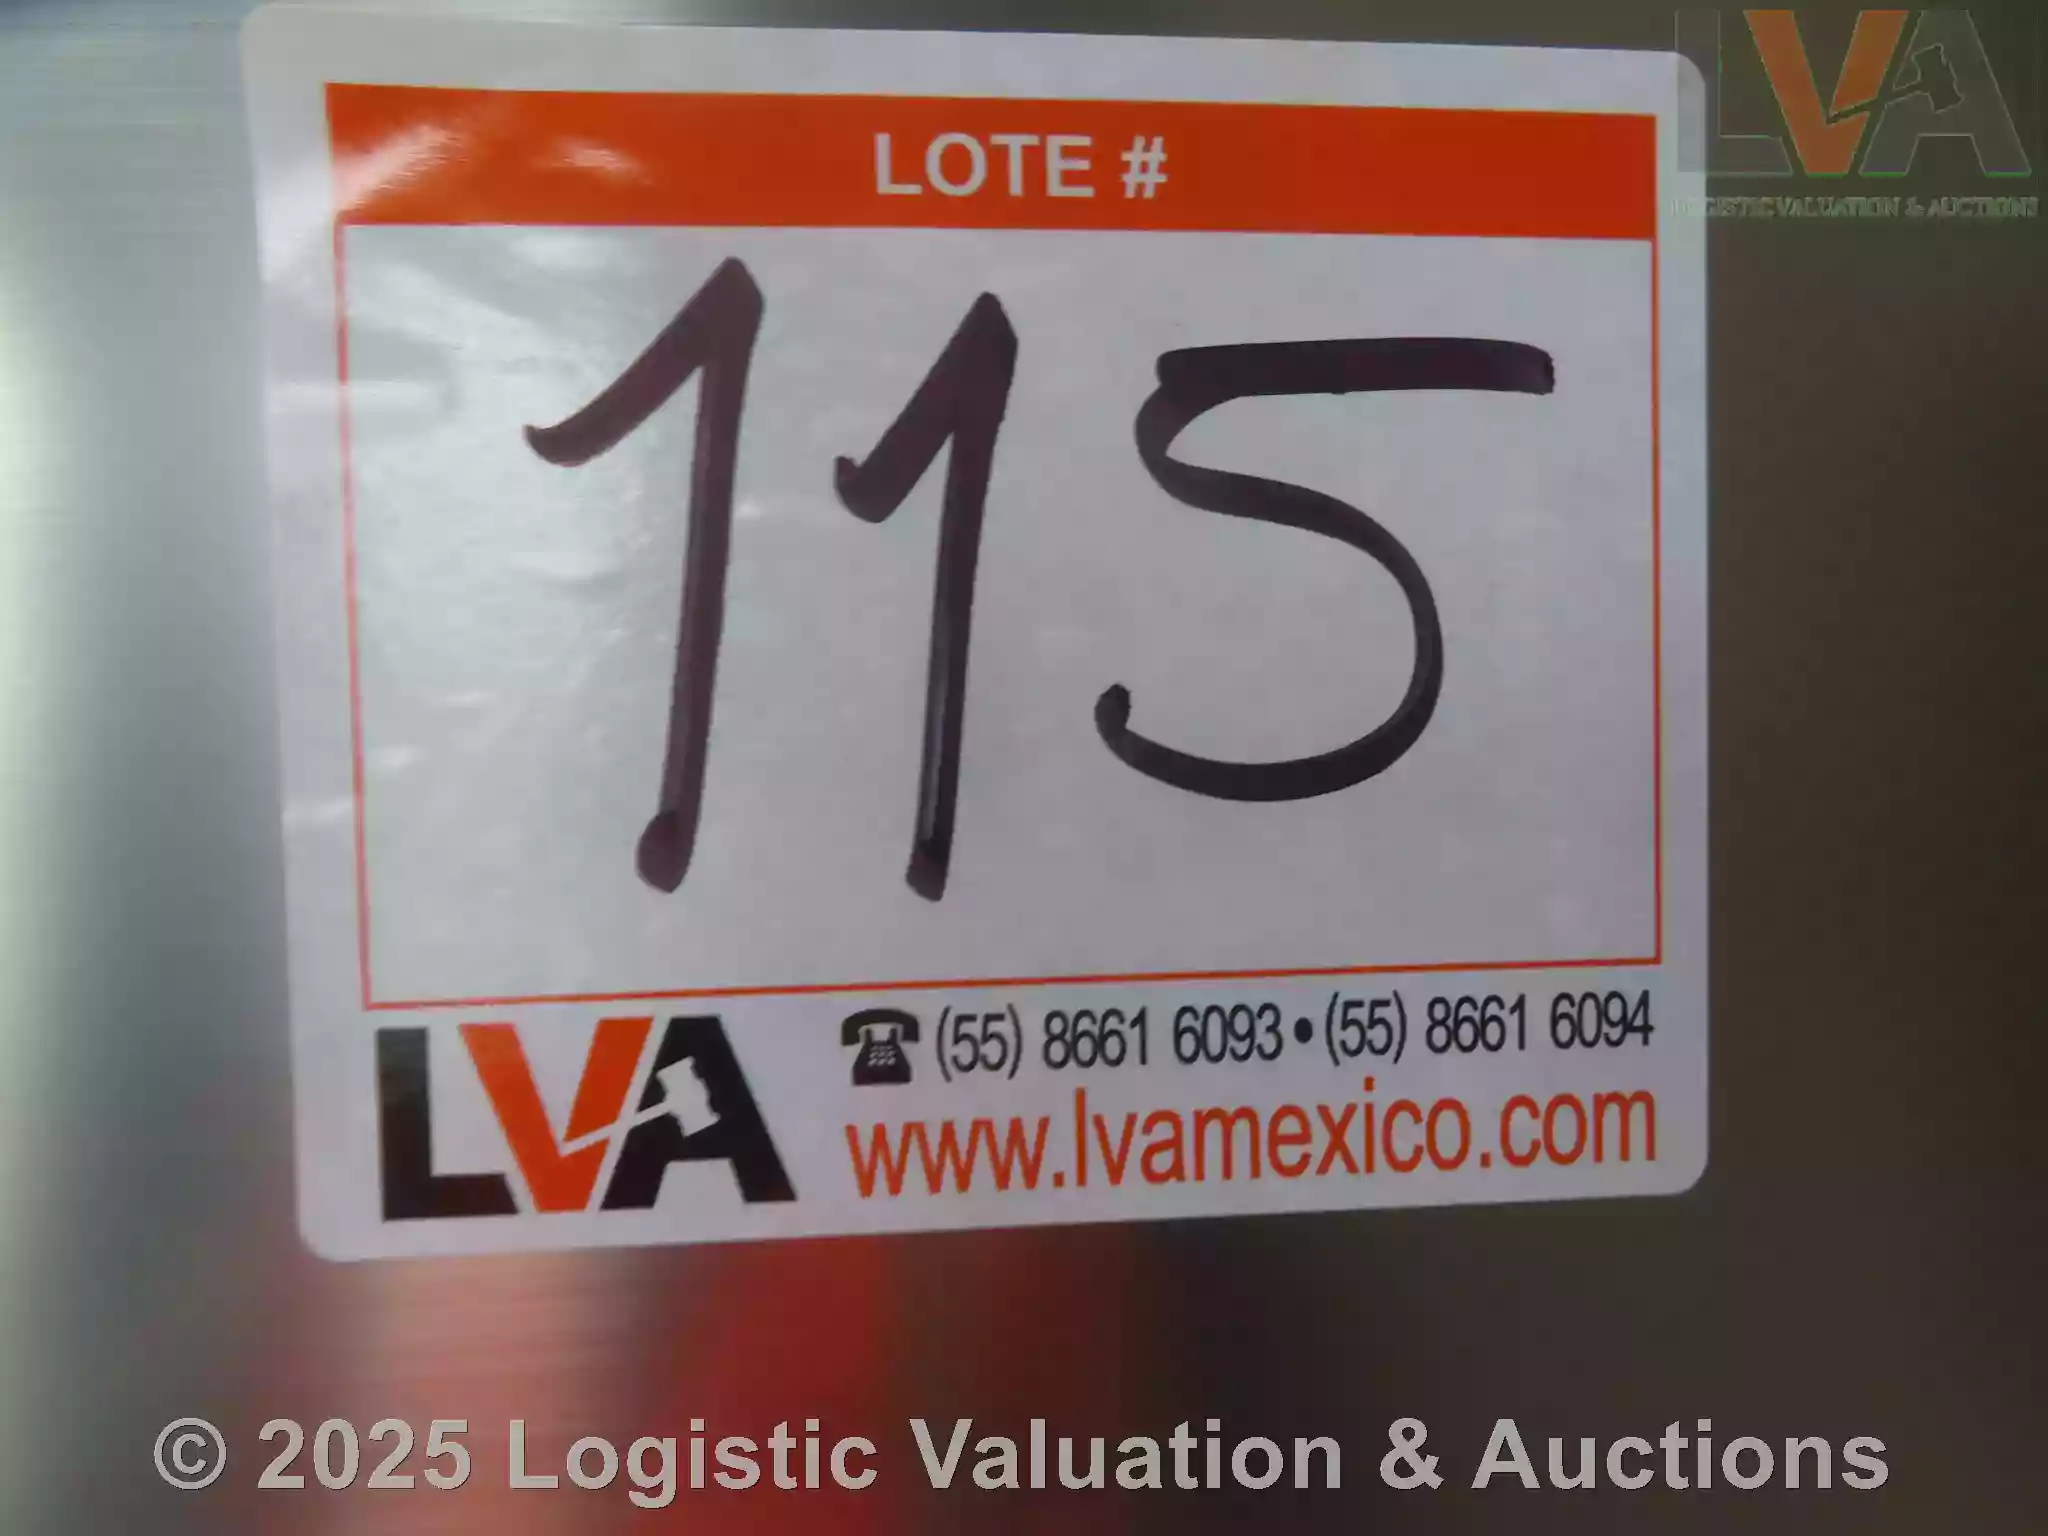 LVA
LOGISTIC VALUATION & AUCTIONS
LOTE #
115
LVA
(55) 8661 6093 • (55) 8661 6094
www.lvamexico.com
© 2025 Logistic Valuation & Auctions